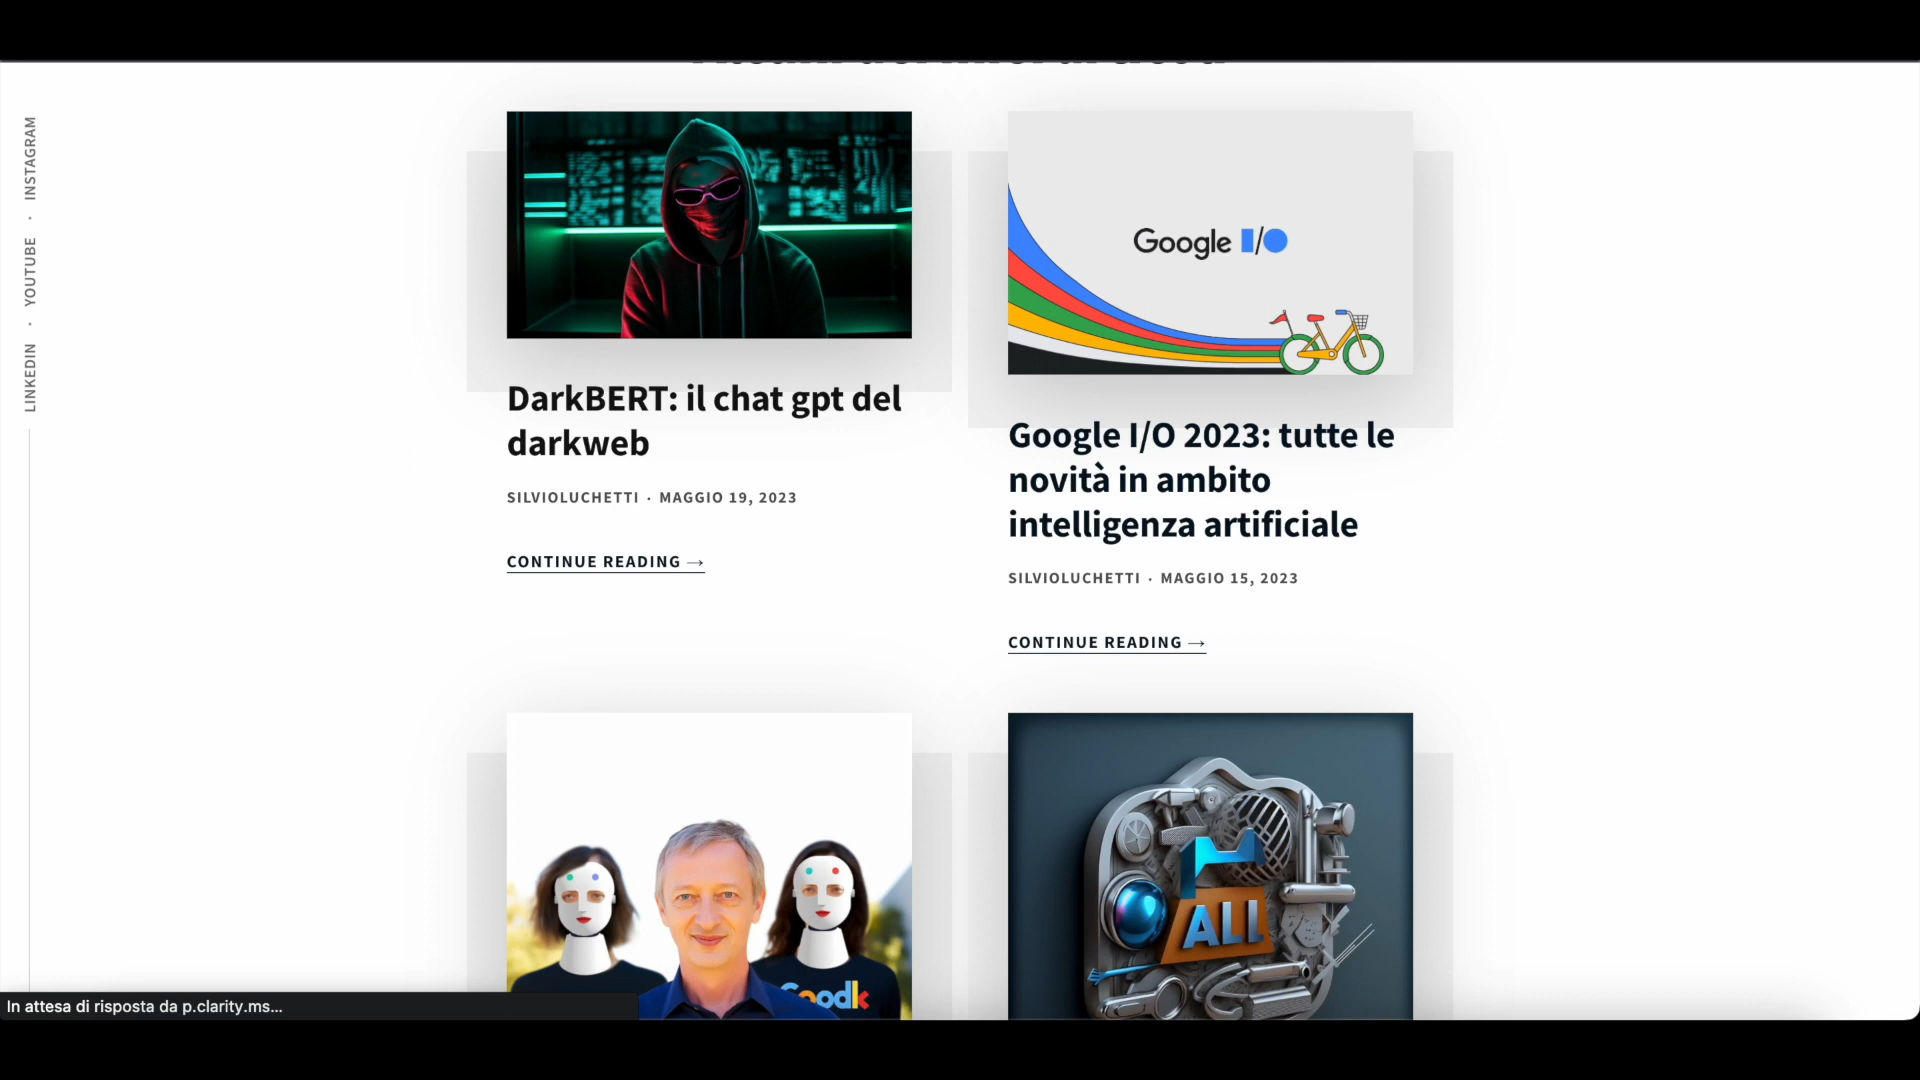 INSTAGRAM
·
YOUTUBE
·
LINKEDIN
Google I/O
DarkBERT: il chat gpt del
darkweb
SILVIOLUCHETTI · MAGGIO 19, 2023
CONTINUE READING →
Google I/O 2023: tutte le
novità in ambito
intelligenza artificiale
SILVIOLUCHETTI · MAGGIO 15, 2023
CONTINUE READING →
ALL
In attesa di risposta da p.clarity.ms...